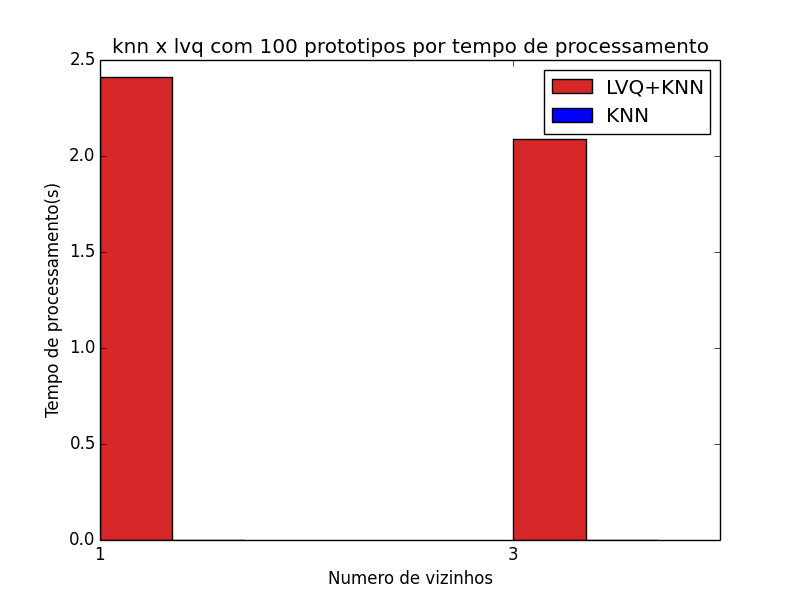 knn x lvq com 100 prototipos por tempo de processamento
LVQ+KNN
KNN
2.5
2.0
1.5
1.0
0.5
0.0
Tempo de processamento(s)
1 3
Numero de vizinhos